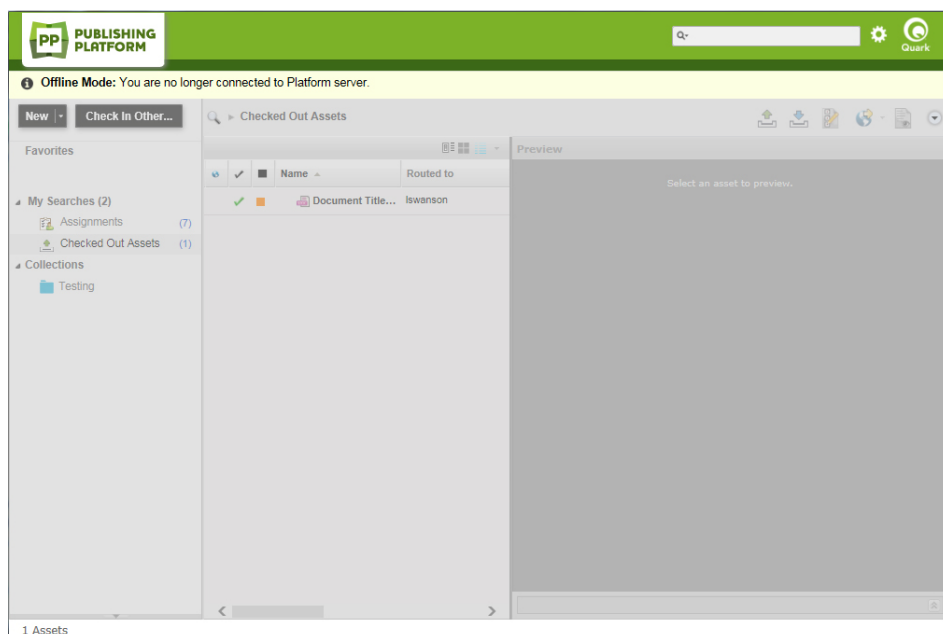 PP PUBLISHING
PLATFORM
Quark
Offline Mode: You are no longer connected to Platform server.
New
Check In Other...
Checked Out Assets
Favorites
Preview
Name
Routed to
Select an asset to preview.
My Searches (2)
Document Title...
lswanson
Assignments (7)
Checked Out Assets (1)
Collections
Testing
1 Assets